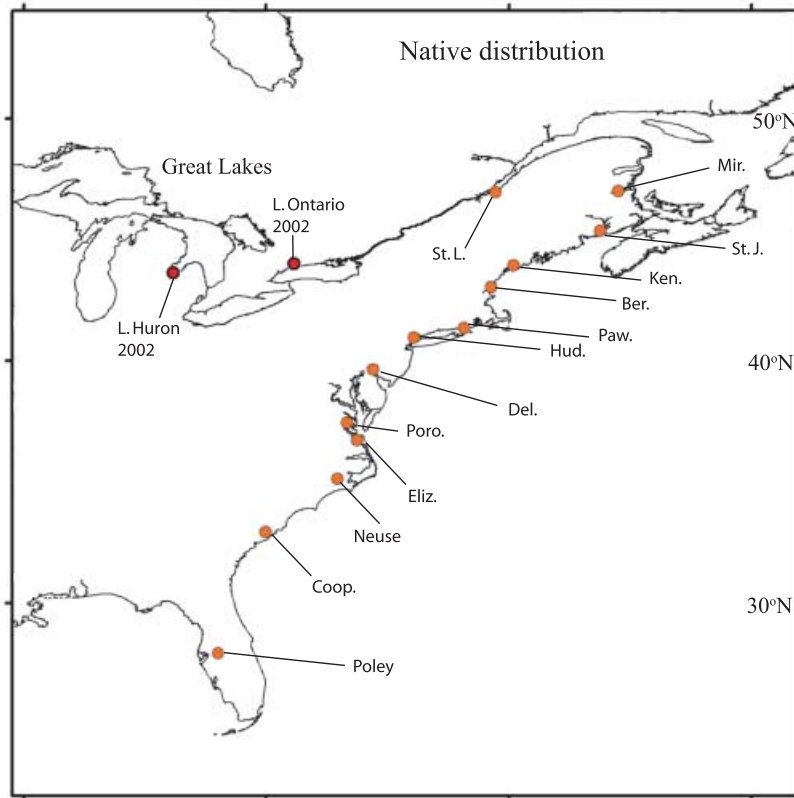 Native distribution
50°N
Great Lakes
Mir.
L. Ontario
2002
St. L.
St. J.
Ken.
Ber.
L. Huron
2002
Paw.
Hud.
40°N
Del.
Poro.
Eliz.
Neuse
Coop.
30°N
Poley